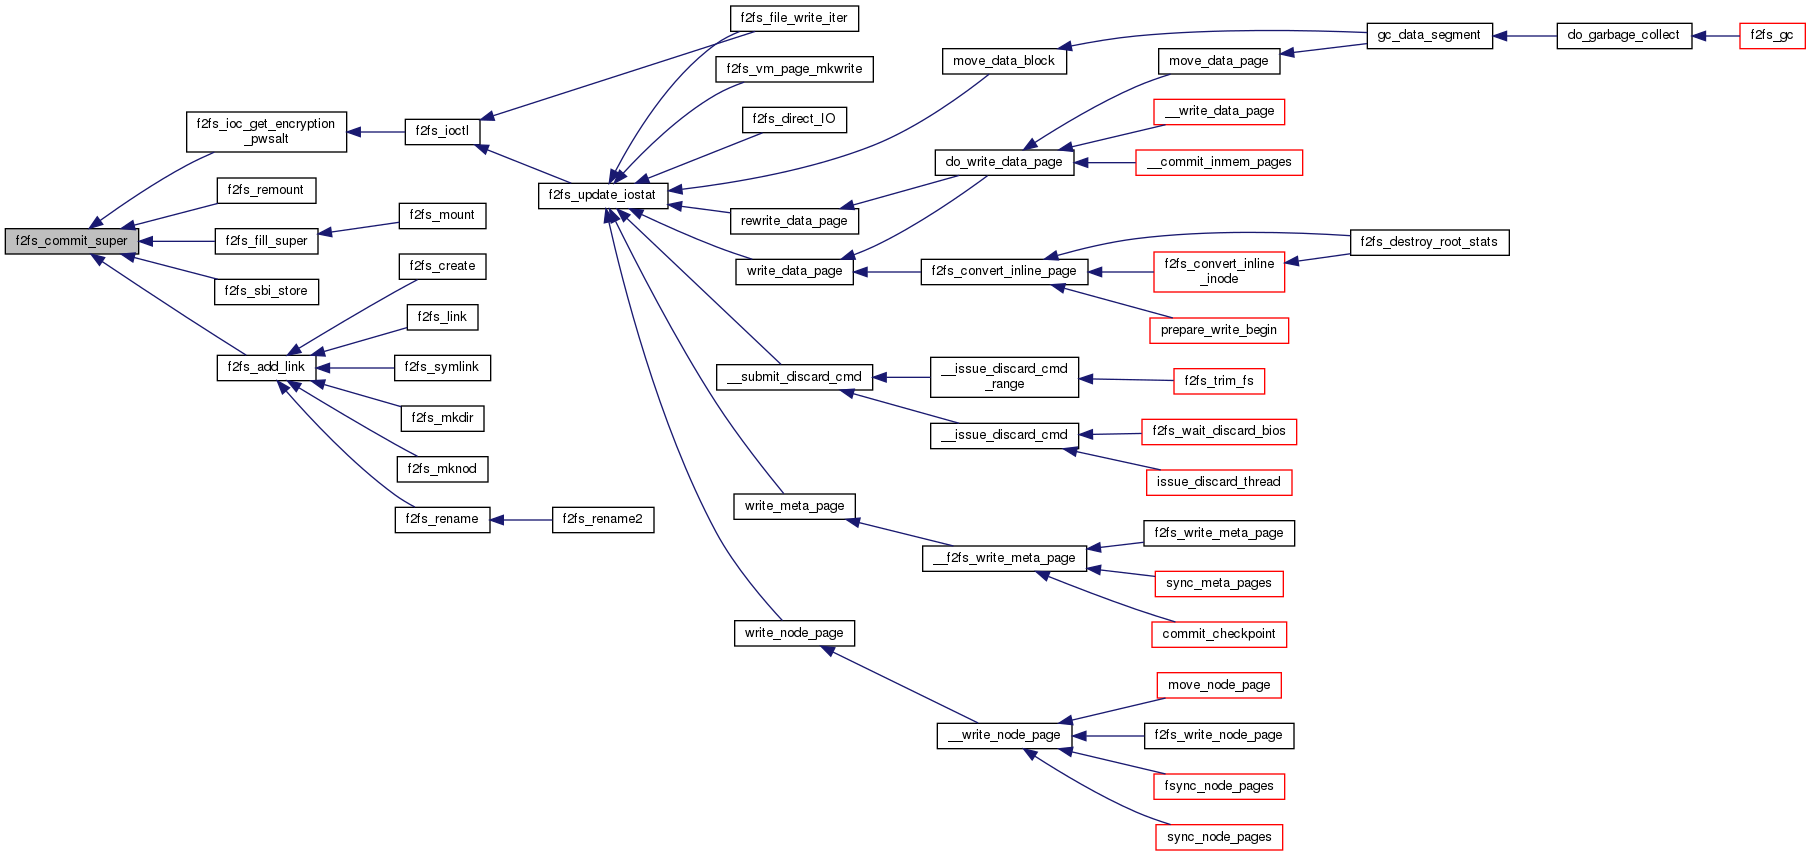 f2fs_commit_super
f2fs_ioc_get_encryption
_pwsalt
f2fs_remount
f2fs_fill_super
f2fs_sbi_store
f2fs_add_link
f2fs_ioctl
f2fs_mount
f2fs_create
f2fs_link
f2fs_symlink
f2fs_mkdir
f2fs_mknod
f2fs_rename
f2fs_update_iostat
f2fs_rename2
f2fs_file_write_iter
f2fs_vm_page_mkwrite
f2fs_direct_IO
rewrite_data_page
write_data_page
__submit_discard_cmd
write_meta_page
write_node_page
move_data_block
do_write_data_page
f2fs_convert_inline_page
__issue_discard_cmd
_range
__issue_discard_cmd
__f2fs_write_meta_page
__write_node_page
move_data_page
__write_data_page
__commit_inmem_pages
f2fs_convert_inline
_inode
prepare_write_begin
f2fs_trim_fs
f2fs_wait_discard_bios
issue_discard_thread
f2fs_write_meta_page
sync_meta_pages
commit_checkpoint
move_node_page
f2fs_write_node_page
fsync_node_pages
sync_node_pages
gc_data_segment
f2fs_destroy_root_stats
do_garbage_collect
f2fs_gc